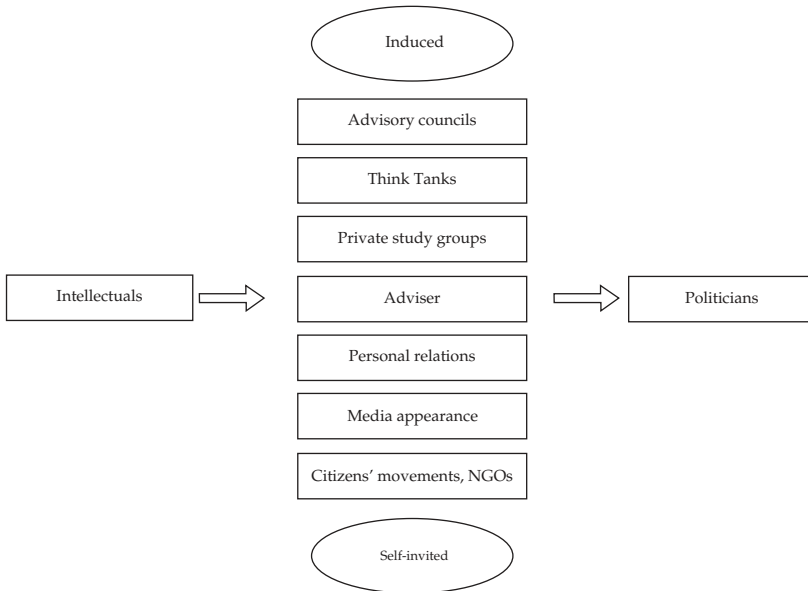 Induced
Advisory councils
Think Tanks
Private study groups
Intellectuals
Adviser
Politicians
Personal relations
Media appearance
Citizens' movements, NGOs
Self-invited